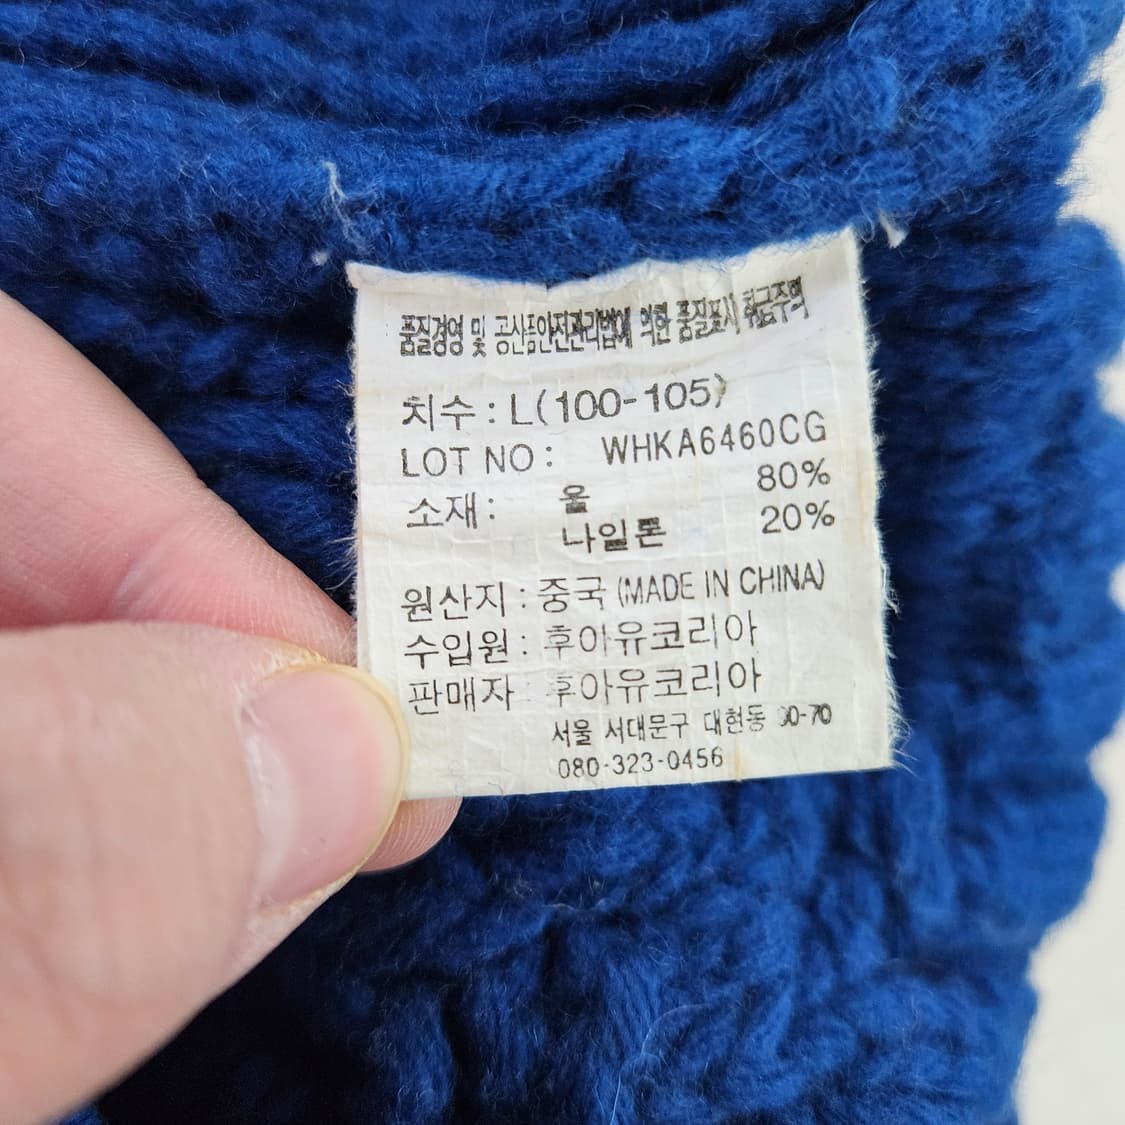 품질경영 및 공산품안전관리법에 의한 품질표시 취급주의
치수 : L(100-105)
LOT NO : WHKA6460CG
소재 : 울 80%
나일론 20%
원산지 : 중국 (MADE IN CHINA)
수입원 : 후아유코리아
판매자 : 후아유코리아
서울 서대문구 대현동
080-323-0456